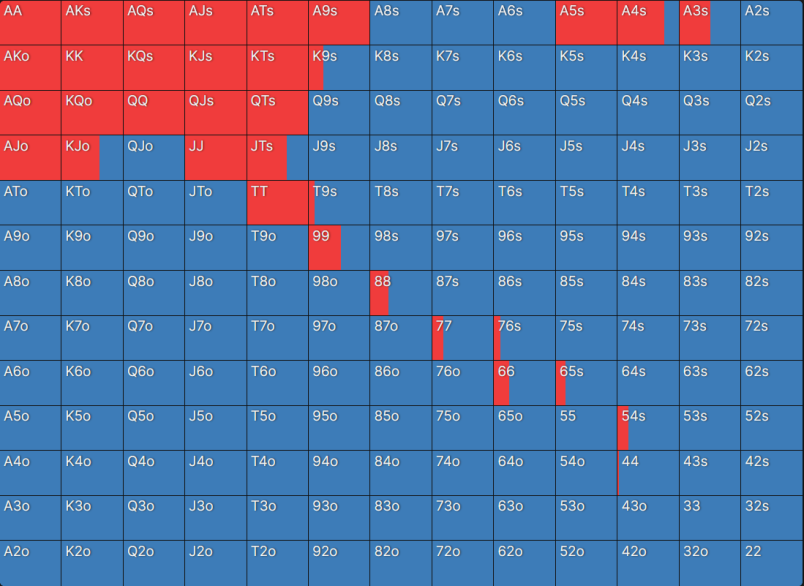 AA AKs AQs AJs ATs A9s A8s A7s A6s A5s A4s A3s A2s
AKo KK KQs KJs KTs K9s K8s K7s K6s K5s K4s K3s K2s
AQo KQo QQ QJs QTs Q9s Q8s Q7s Q6s Q5s Q4s Q3s Q2s
AJo KJo QJo JJ JTs J9s J8s J7s J6s J5s J4s J3s J2s
ATo KTo QTo JTo TT T9s T8s T7s T6s T5s T4s T3s T2s
A9o K9o Q9o J9o T9o 99 98s 97s 96s 95s 94s 93s 92s
A8o K8o Q8o J8o T8o 98o 88 87s 86s 85s 84s 83s 82s
A7o K7o Q7o J7o T7o 97o 87o 77 76s 75s 74s 73s 72s
A6o K6o Q6o J6o T6o 96o 86o 76o 66 65s 64s 63s 62s
A5o K5o Q5o J5o T5o 95o 85o 75o 65o 55 54s 53s 52s
A4o K4o Q4o J4o T4o 94o 84o 74o 64o 54o 44 43s 42s
A3o K3o Q3o J3o T3o 93o 83o 73o 63o 53o 43o 33 32s
A2o K2o Q2o J2o T2o 92o 82o 72o 62o 52o 42o 32o 22